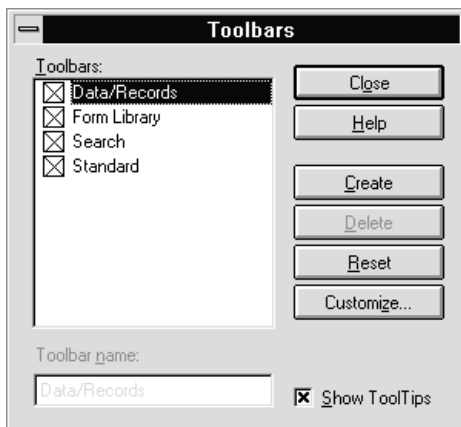 Toolbars
Toolbars:
Data/Records
Form Library
Search
Standard
Close
Help
Create
Delete
Reset
Customize...
Toolbar name:
Data/Records
Show ToolTips